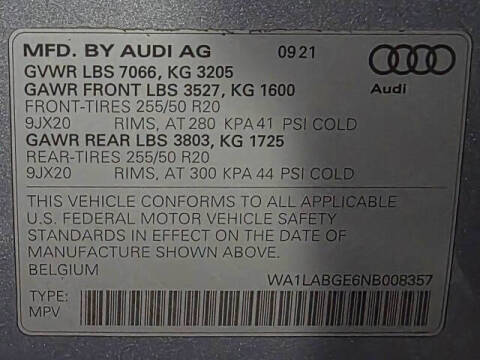 MFD. BY AUDI AG 09 21
GVWR LBS 7066, KG 3205
GAWR FRONT LBS 3527, KG 1600
Audi
FRONT-TIRES 255/50 R20
9JX20 RIMS, AT 280 KPA 41 PSI COLD
GAWR REAR LBS 3803, KG 1725
REAR-TIRES 255/50 R20
9JX20 RIMS, AT 300 KPA 44 PSI COLD
THIS VEHICLE CONFORMS TO ALL APPLICABLE
U.S. FEDERAL MOTOR VEHICLE SAFETY
STANDARDS IN EFFECT ON THE DATE OF
MANUFACTURE SHOWN ABOVE.
BELGIUM
WA1LABGE6NB008357
TYPE:
MPV